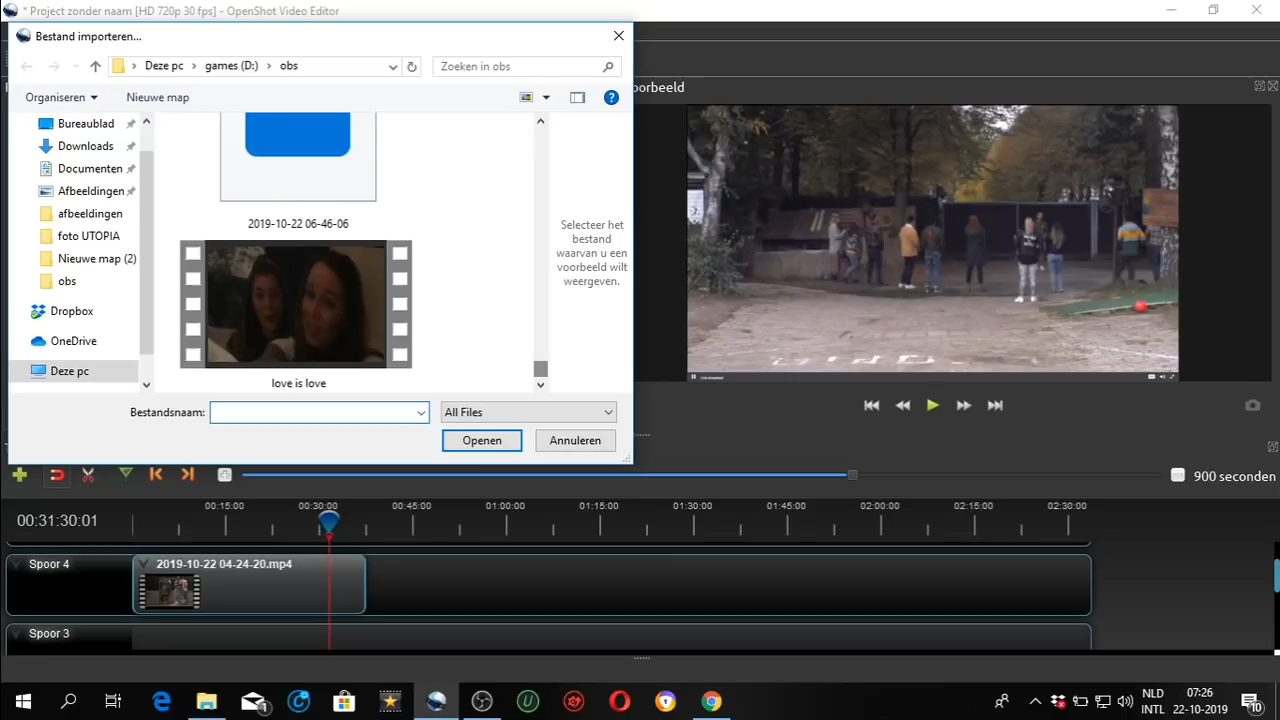 * Project zonder naam [HD 720p 30 fps] - OpenShot Video Editor
Bestand importeren...
Deze pc
games (D:)
obs
Zoeken in obs
Organiseren
Nieuwe map
oorbeeld
Bureaublad
Downloads
Documenten
Afbeeldingen
afbeeldingen
foto UTOPIA
Nieuwe map (2)
obs
Dropbox
OneDrive
Deze pc
2019-10-22 06-46-06
love is love
Selecteer het
bestand
waarvan u een
voorbeeld wilt
weergeven.
Bestandsnaam:
All Files
Openen
Annuleren
900 seconden
00:31:30:01
00:15:00
00:30:00
00:45:00
01:00:00
01:15:00
01:30:00
01:45:00
02:00:00
02:15:00
02:30:00
Spoor 4
2019-10-22 04-24-20.mp4
Spoor 3
NLD
INTL
07:26
22-10-2019
10
1